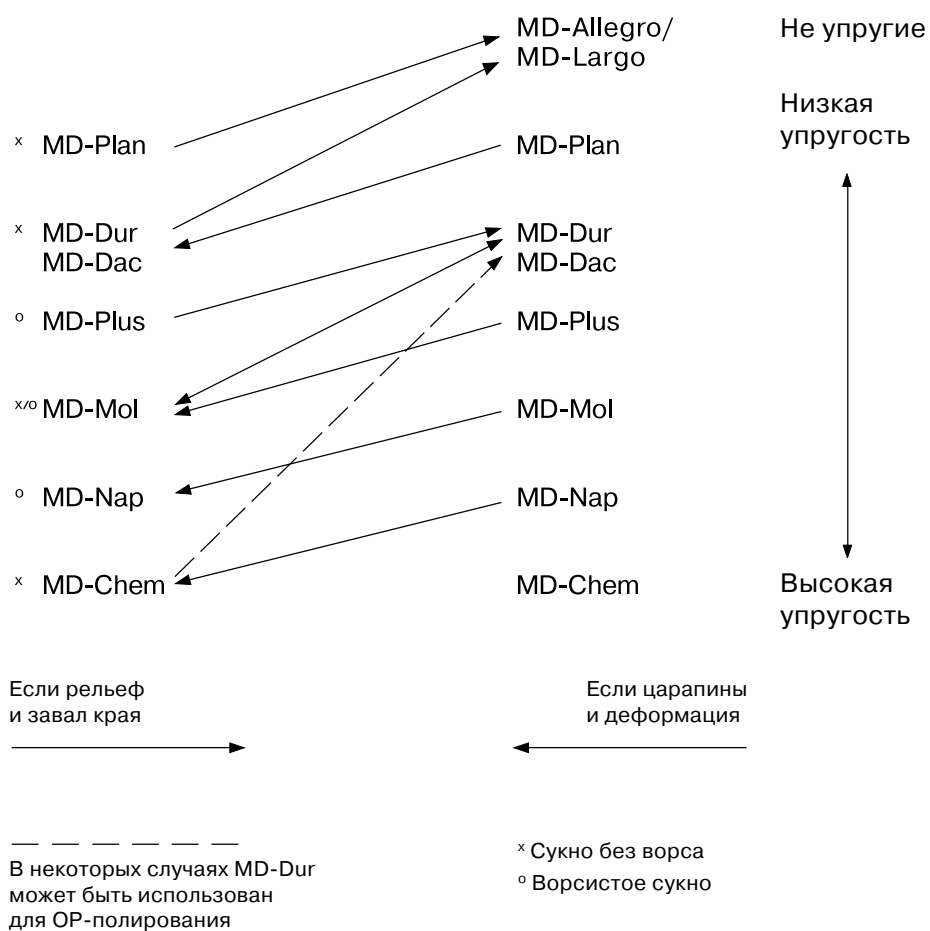 MD-Allegro/
MD-Largo
Не упругие
Низкая
упругость
x MD-Plan
MD-Plan
x MD-Dur
MD-Dac
MD-Dur
MD-Dac
o MD-Plus
MD-Plus
x/o MD-Mol
MD-Mol
o MD-Nap
MD-Nap
x MD-Chem
MD-Chem
Высокая
упругость
Если рельеф
и завал края
Если царапины
и деформация
В некоторых случаях MD-Dur
может быть использован
для ОР-полирования
x Сукно без ворса
o Ворсистое сукно